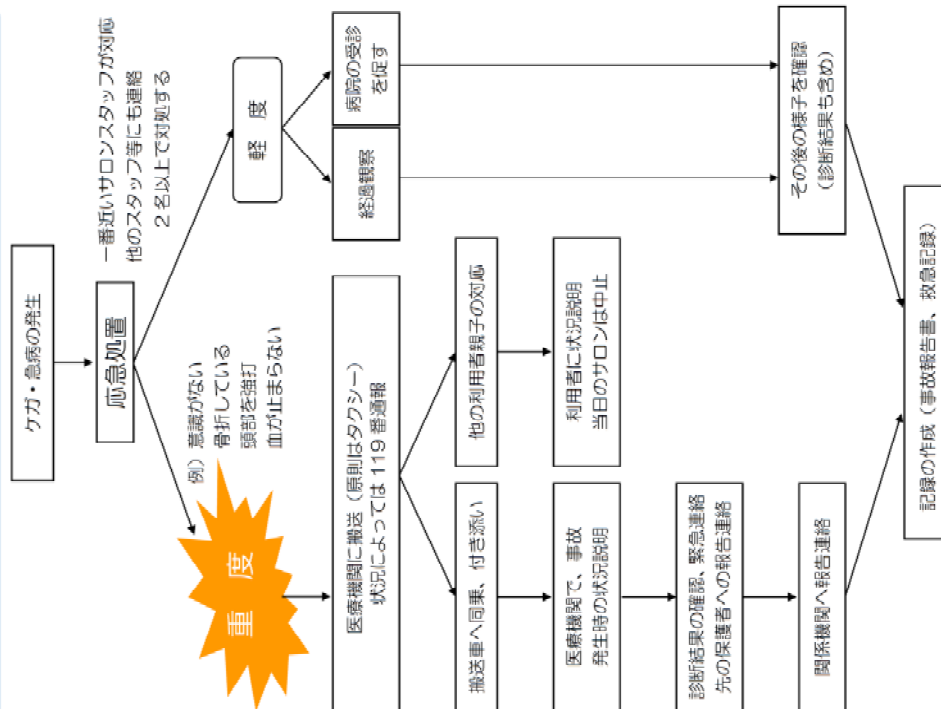 ケガ・急病の発生
応急処置
一番近いサロンスタッフが対応
他のスタッフ等にも連絡
２名以上で対処する
例）意識がない
骨折している
頭部を強打
血が止まらない
重　度
軽　度
医療機関に搬送（原則はタクシー）
状況によっては119番通報
経過観察
病院の受診
を促す
搬送車へ同乗、付き添い
他の利用者親子の対応
医療機関で、事故
発生時の状況説明
利用者に状況説明
当日のサロンは中止
診断結果の確認、緊急連絡
先の保護者への報告連絡
関係機関へ報告連絡
その後の様子を確認
（診断結果も含め）
記録の作成（事故報告書、救急記録）